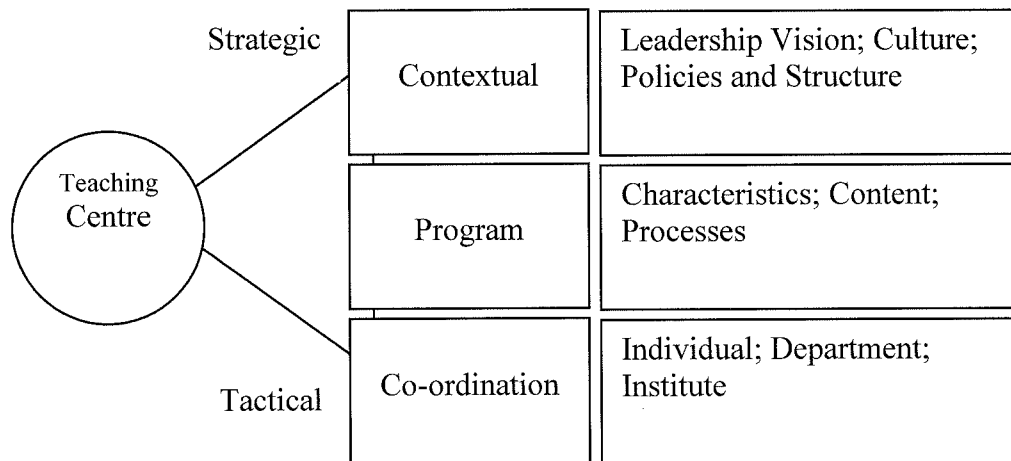 Strategic
Contextual
Leadership Vision; Culture;
Policies and Structure
Teaching
Centre
Program
Characteristics; Content;
Processes
Tactical
Co-ordination
Individual; Department;
Institute